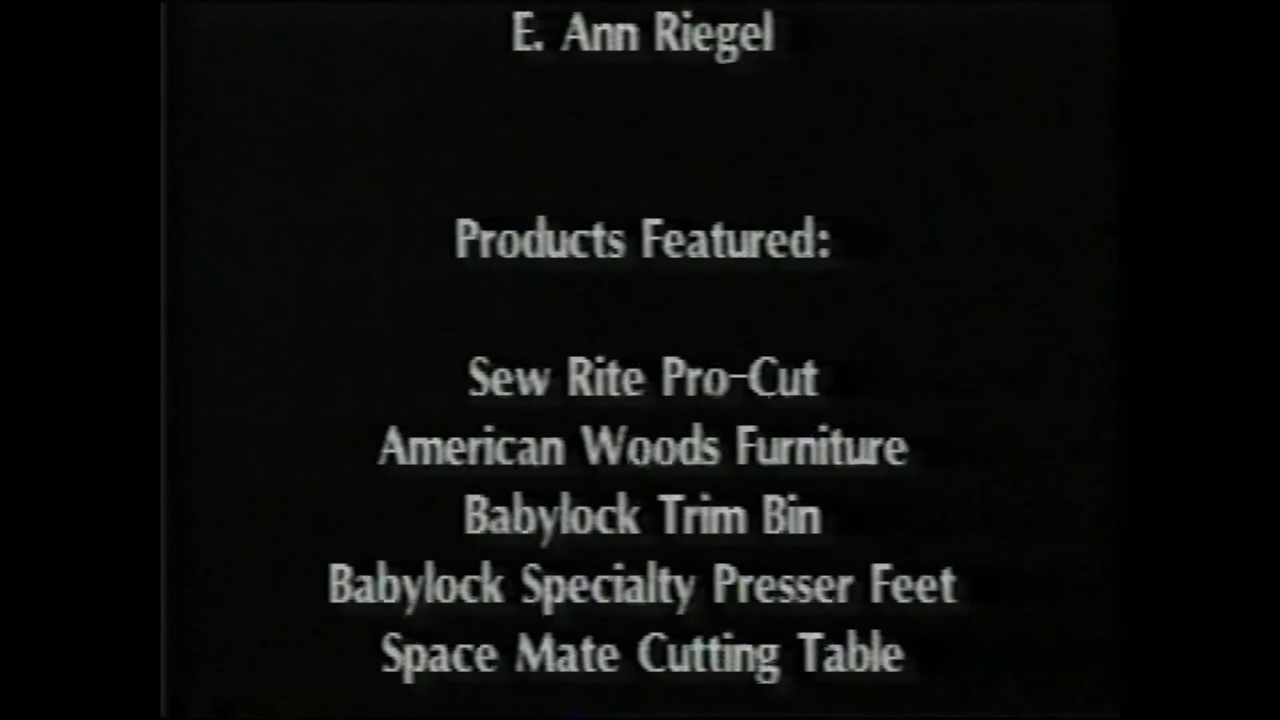 E. Ann Riegel
Products Featured:
Sew Rite Pro-Cut
American Woods Furniture
Babylock Trim Bin
Babylock Specialty Presser Feet
Space Mate Cutting Table